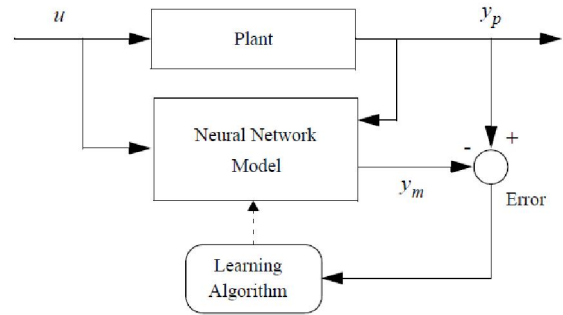 u
Plant
y_p
Neural Network
Model
- +
y_m
Error
Learning
Algorithm